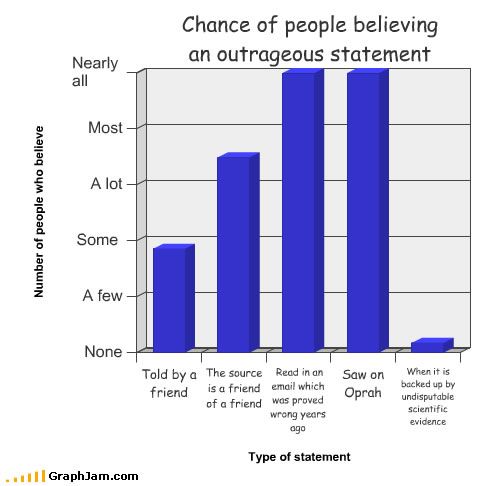 Chance of people believing
an outrageous statement
Nearly
all
Most
A lot
Some
A few
None
Number of people who believe
Told by a
friend
The source
is a friend
of a friend
Read in an
email which
was proved
wrong years
ago
Saw on
Oprah
When it is
backed up by
undisputable
scientific
evidence
Type of statement
GraphJam.com